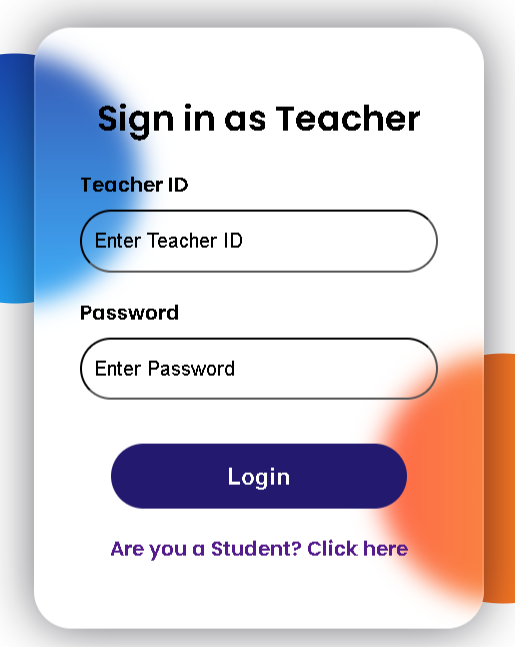 Sign in as Teacher
Teacher ID
Enter Teacher ID
Password
Enter Password
Login
Are you a Student? Click here